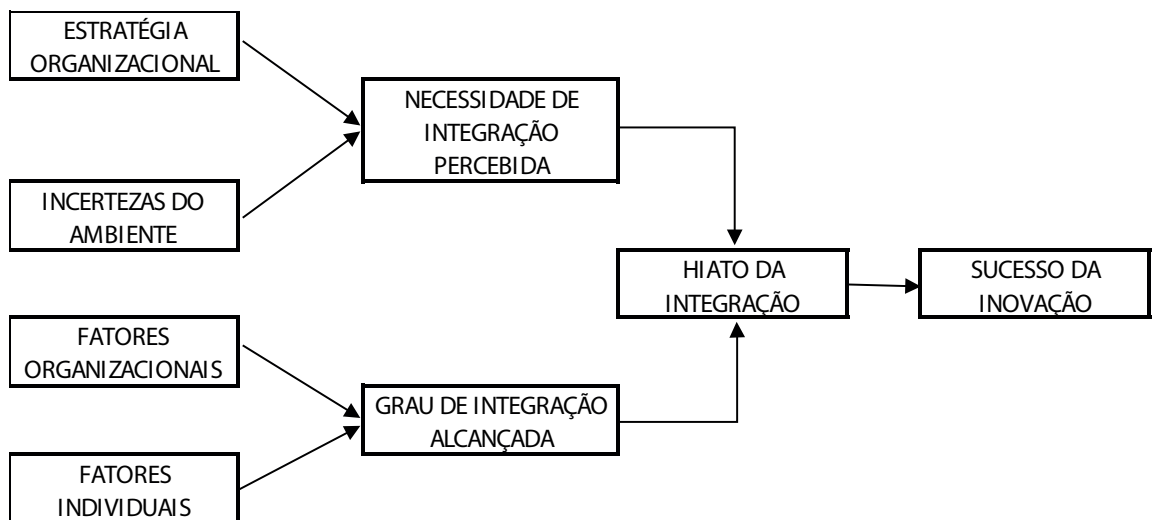 ESTRATÉGIA
ORGANIZACIONAL
NECESSIDADE DE
INTEGRAÇÃO
PERCEBIDA
INCERTEZAS DO
AMBIENTE
HIATO DA
INTEGRAÇÃO
SUCESSO DA
INOVAÇÃO
FATORES
ORGANIZACIONAIS
GRAU DE INTEGRAÇÃO
ALCANÇADA
FATORES
INDIVIDUAIS